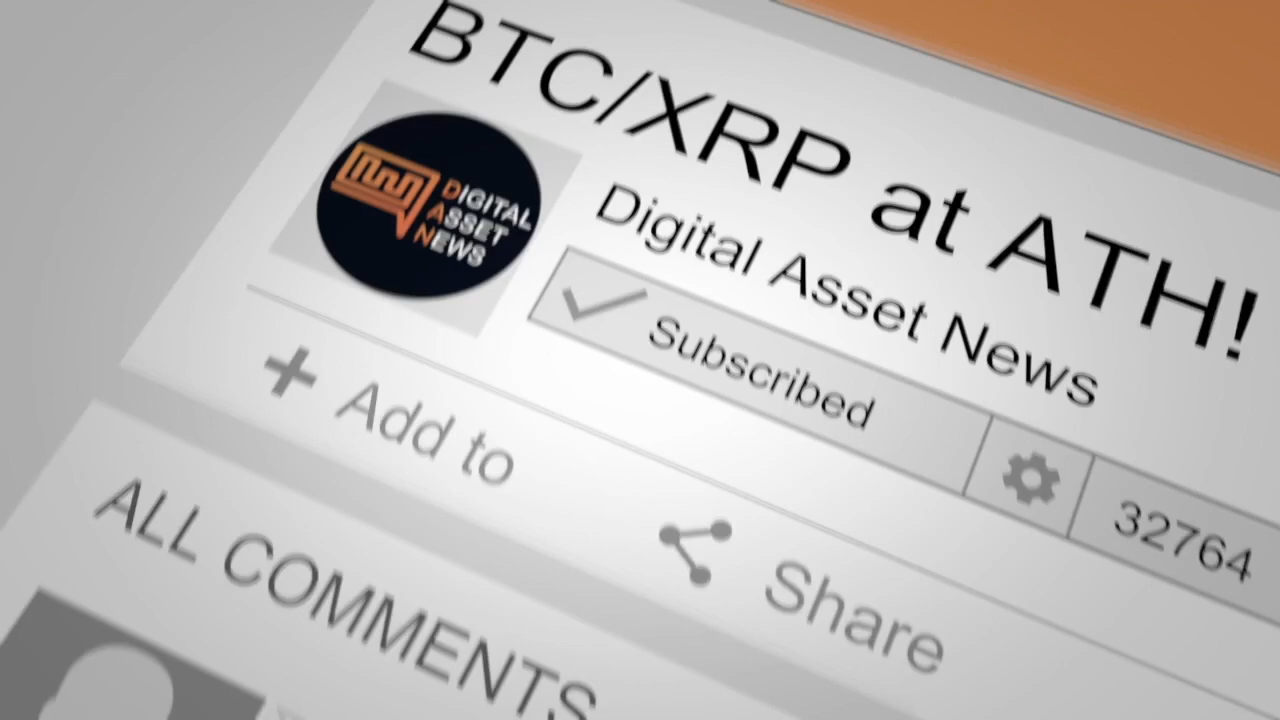 BTC/XRP at ATH!
DIGITAL
ASSET
NEWS
Digital Asset News
Subscribed
32764
Add to
Share
ALL COMMENTS